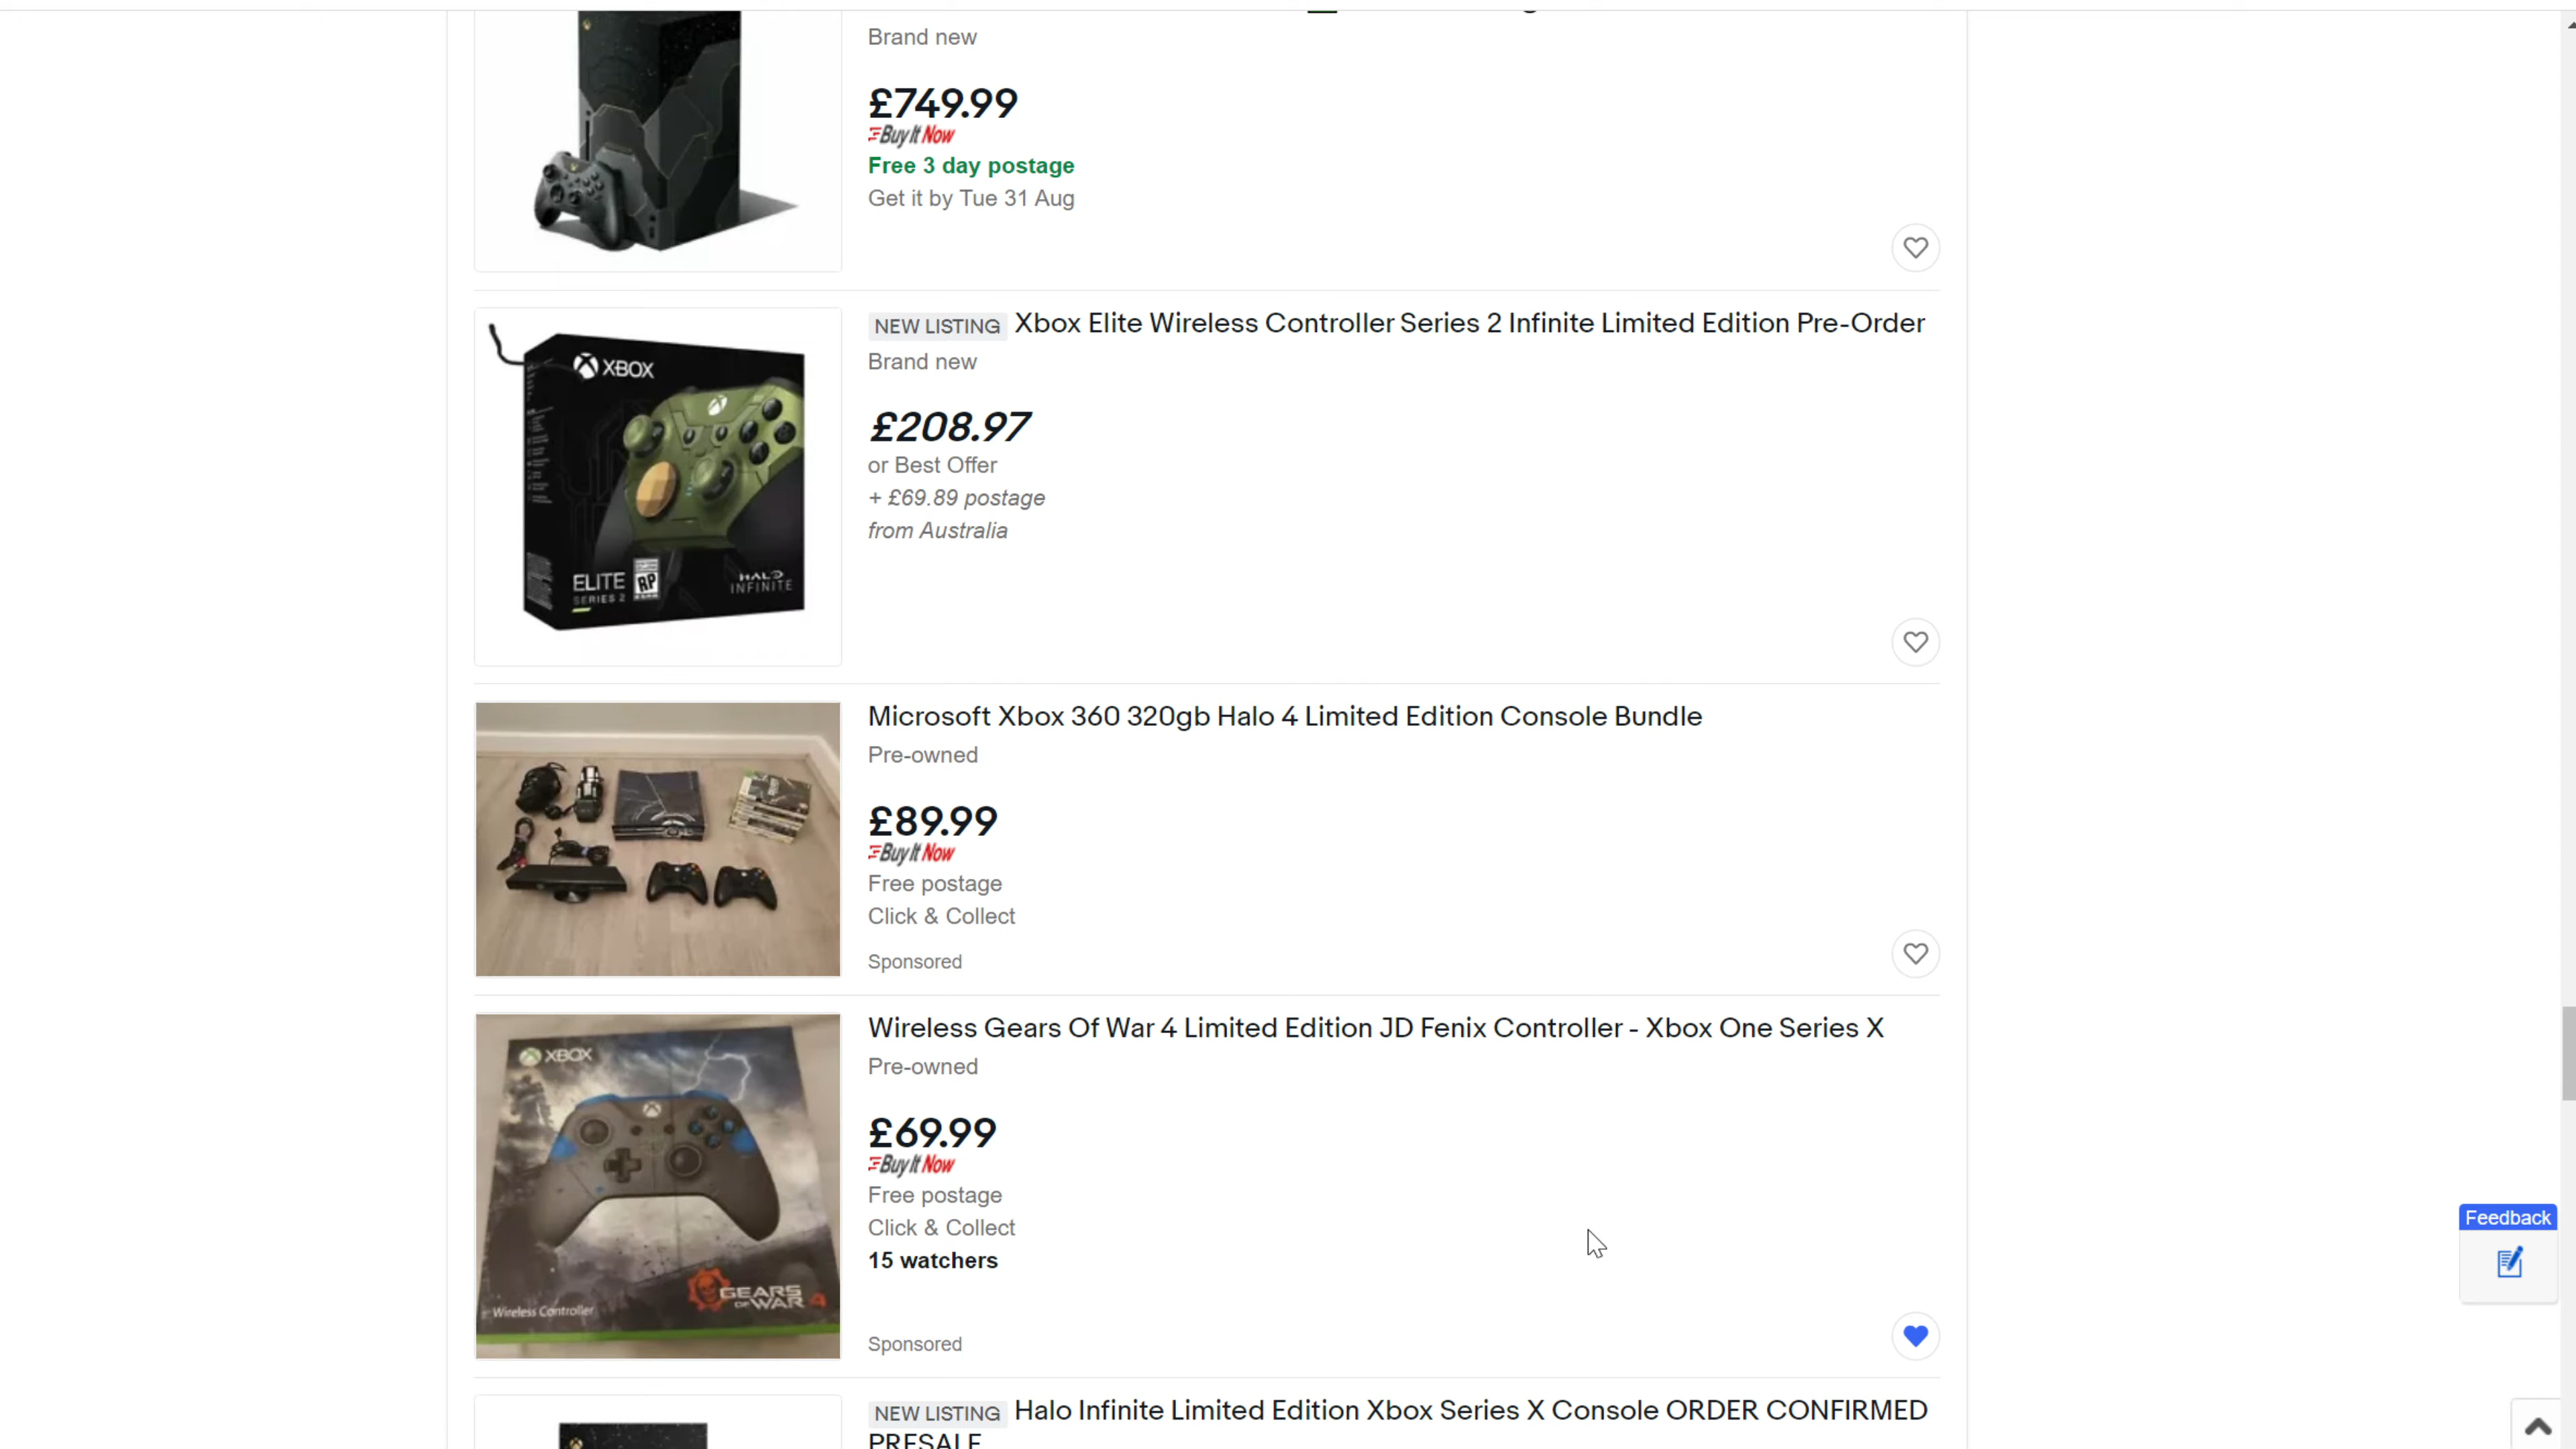 Brand new
£749.99
Buy It Now
Free 3 day postage
Get it by Tue 31 Aug
NEW LISTING Xbox Elite Wireless Controller Series 2 Infinite Limited Edition Pre-Order
Brand new
XBOX
ELITE
SERIES 2
RP
HALO
INFINITE
£208.97
or Best Offer
+ £69.89 postage
from Australia
Microsoft Xbox 360 320gb Halo 4 Limited Edition Console Bundle
Pre-owned
£89.99
Buy It Now
Free postage
Click & Collect
Sponsored
Wireless Gears Of War 4 Limited Edition JD Fenix Controller - Xbox One Series X
Pre-owned
XBOX
GEARS
OF WAR 4
Wireless Controller
£69.99
Buy It Now
Free postage
Click & Collect
15 watchers
Sponsored
Feedback
NEW LISTING Halo Infinite Limited Edition Xbox Series X Console ORDER CONFIRMED
PRESALE